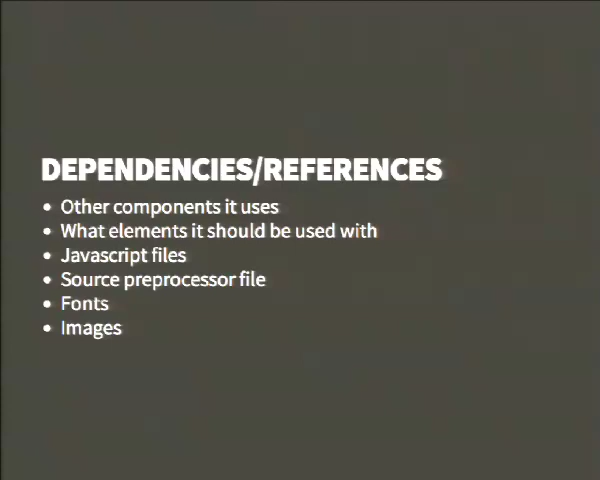 DEPENDENCIES/REFERENCES
• Other components it uses
• What elements it should be used with
• Javascript files
• Source preprocessor file
• Fonts
• Images